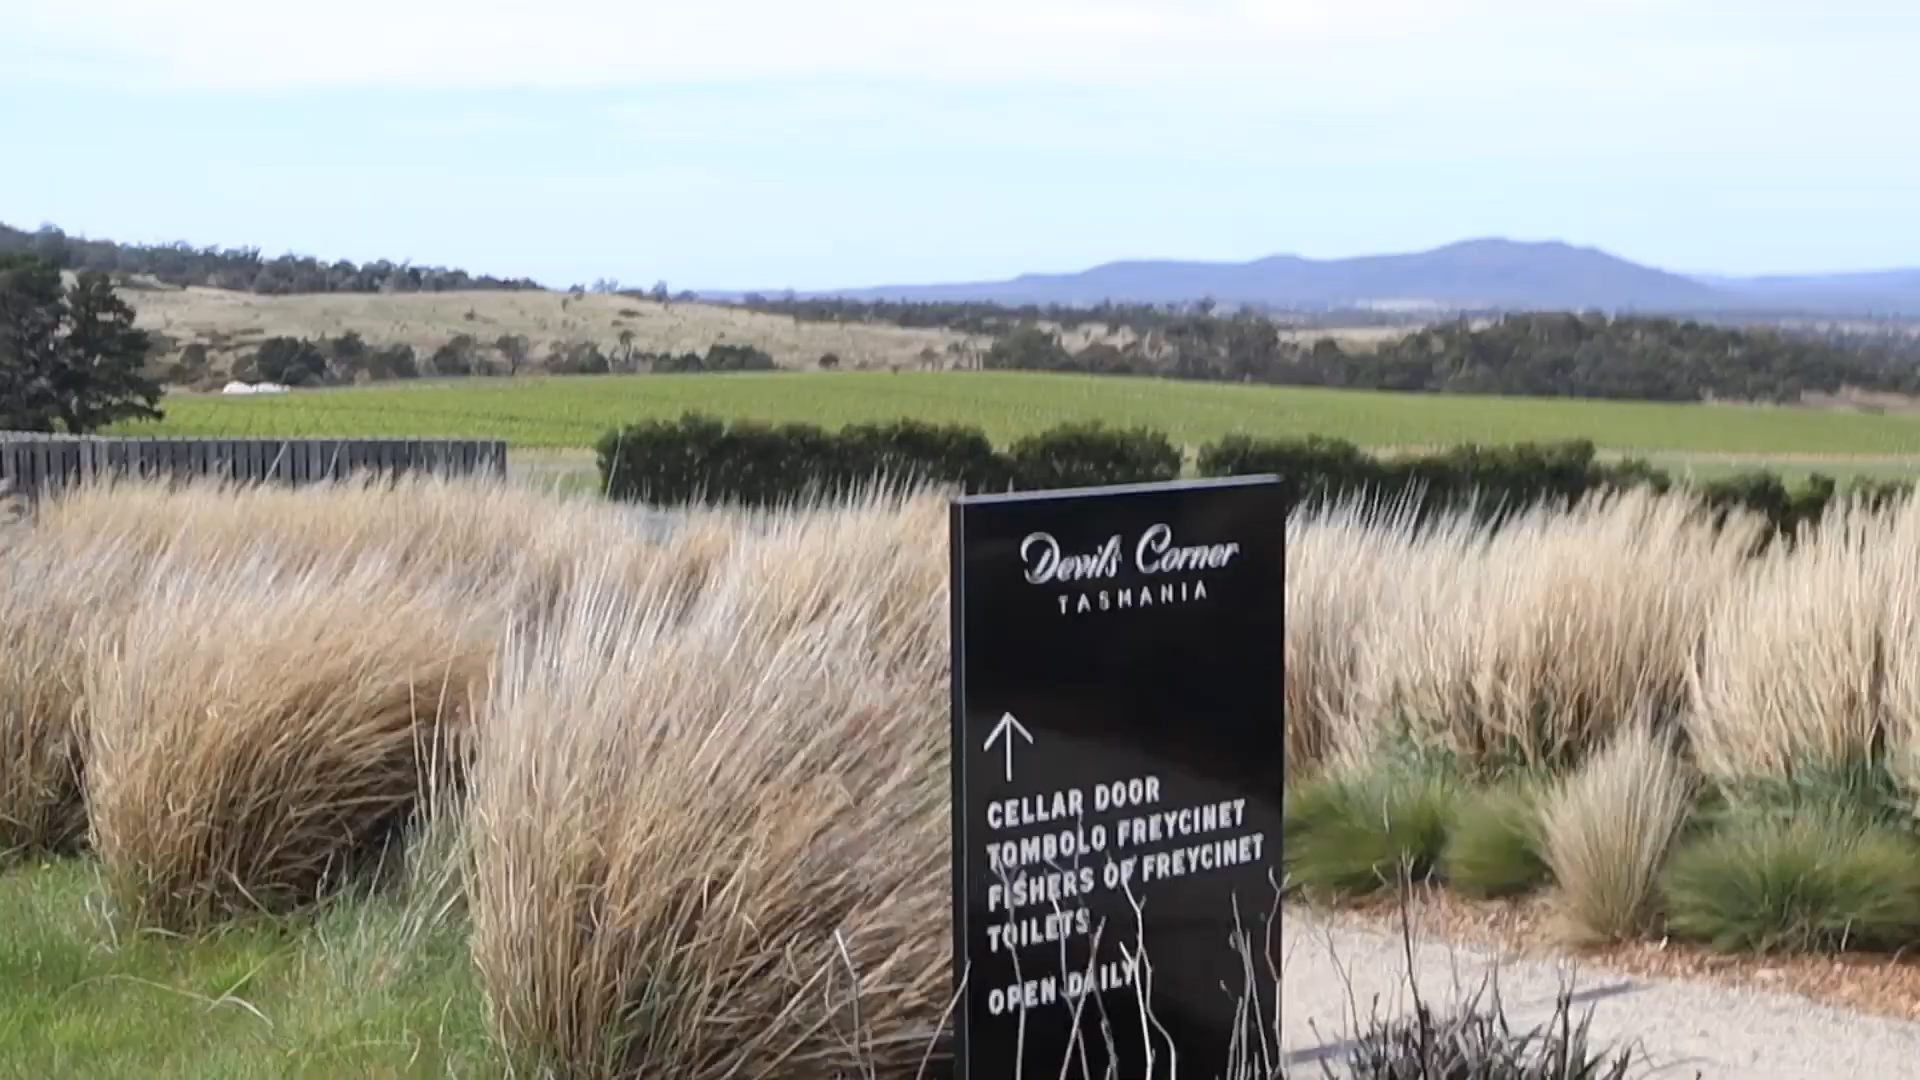 Devil's Corner
TASMANIA
CELLAR DOOR
TOMBOLO FREYCINET
FISHERS OF FREYCINET
TOILETS
OPEN DAILY